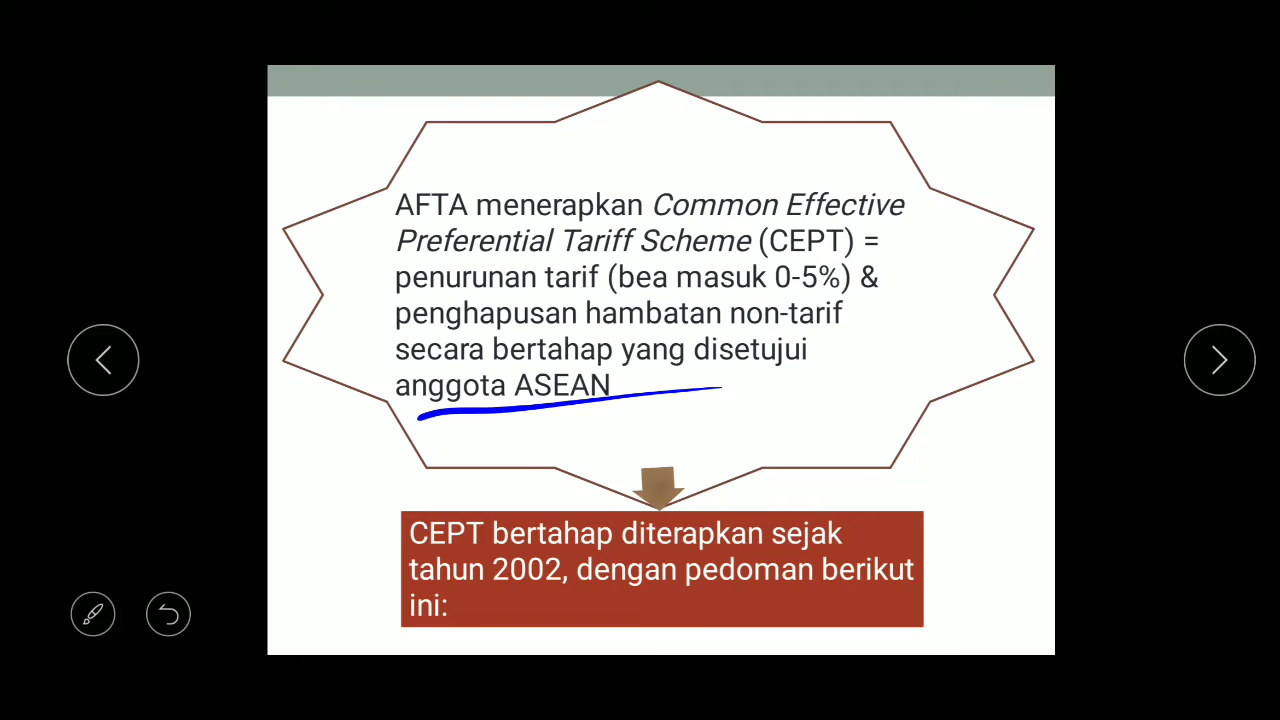 AFTA menerapkan Common Effective
Preferential Tariff Scheme (CEPT) =
penurunan tarif (bea masuk 0-5%) &
penghapusan hambatan non-tarif
secara bertahap yang disetujui
anggota ASEAN
CEPT bertahap diterapkan sejak
tahun 2002, dengan pedoman berikut
ini: